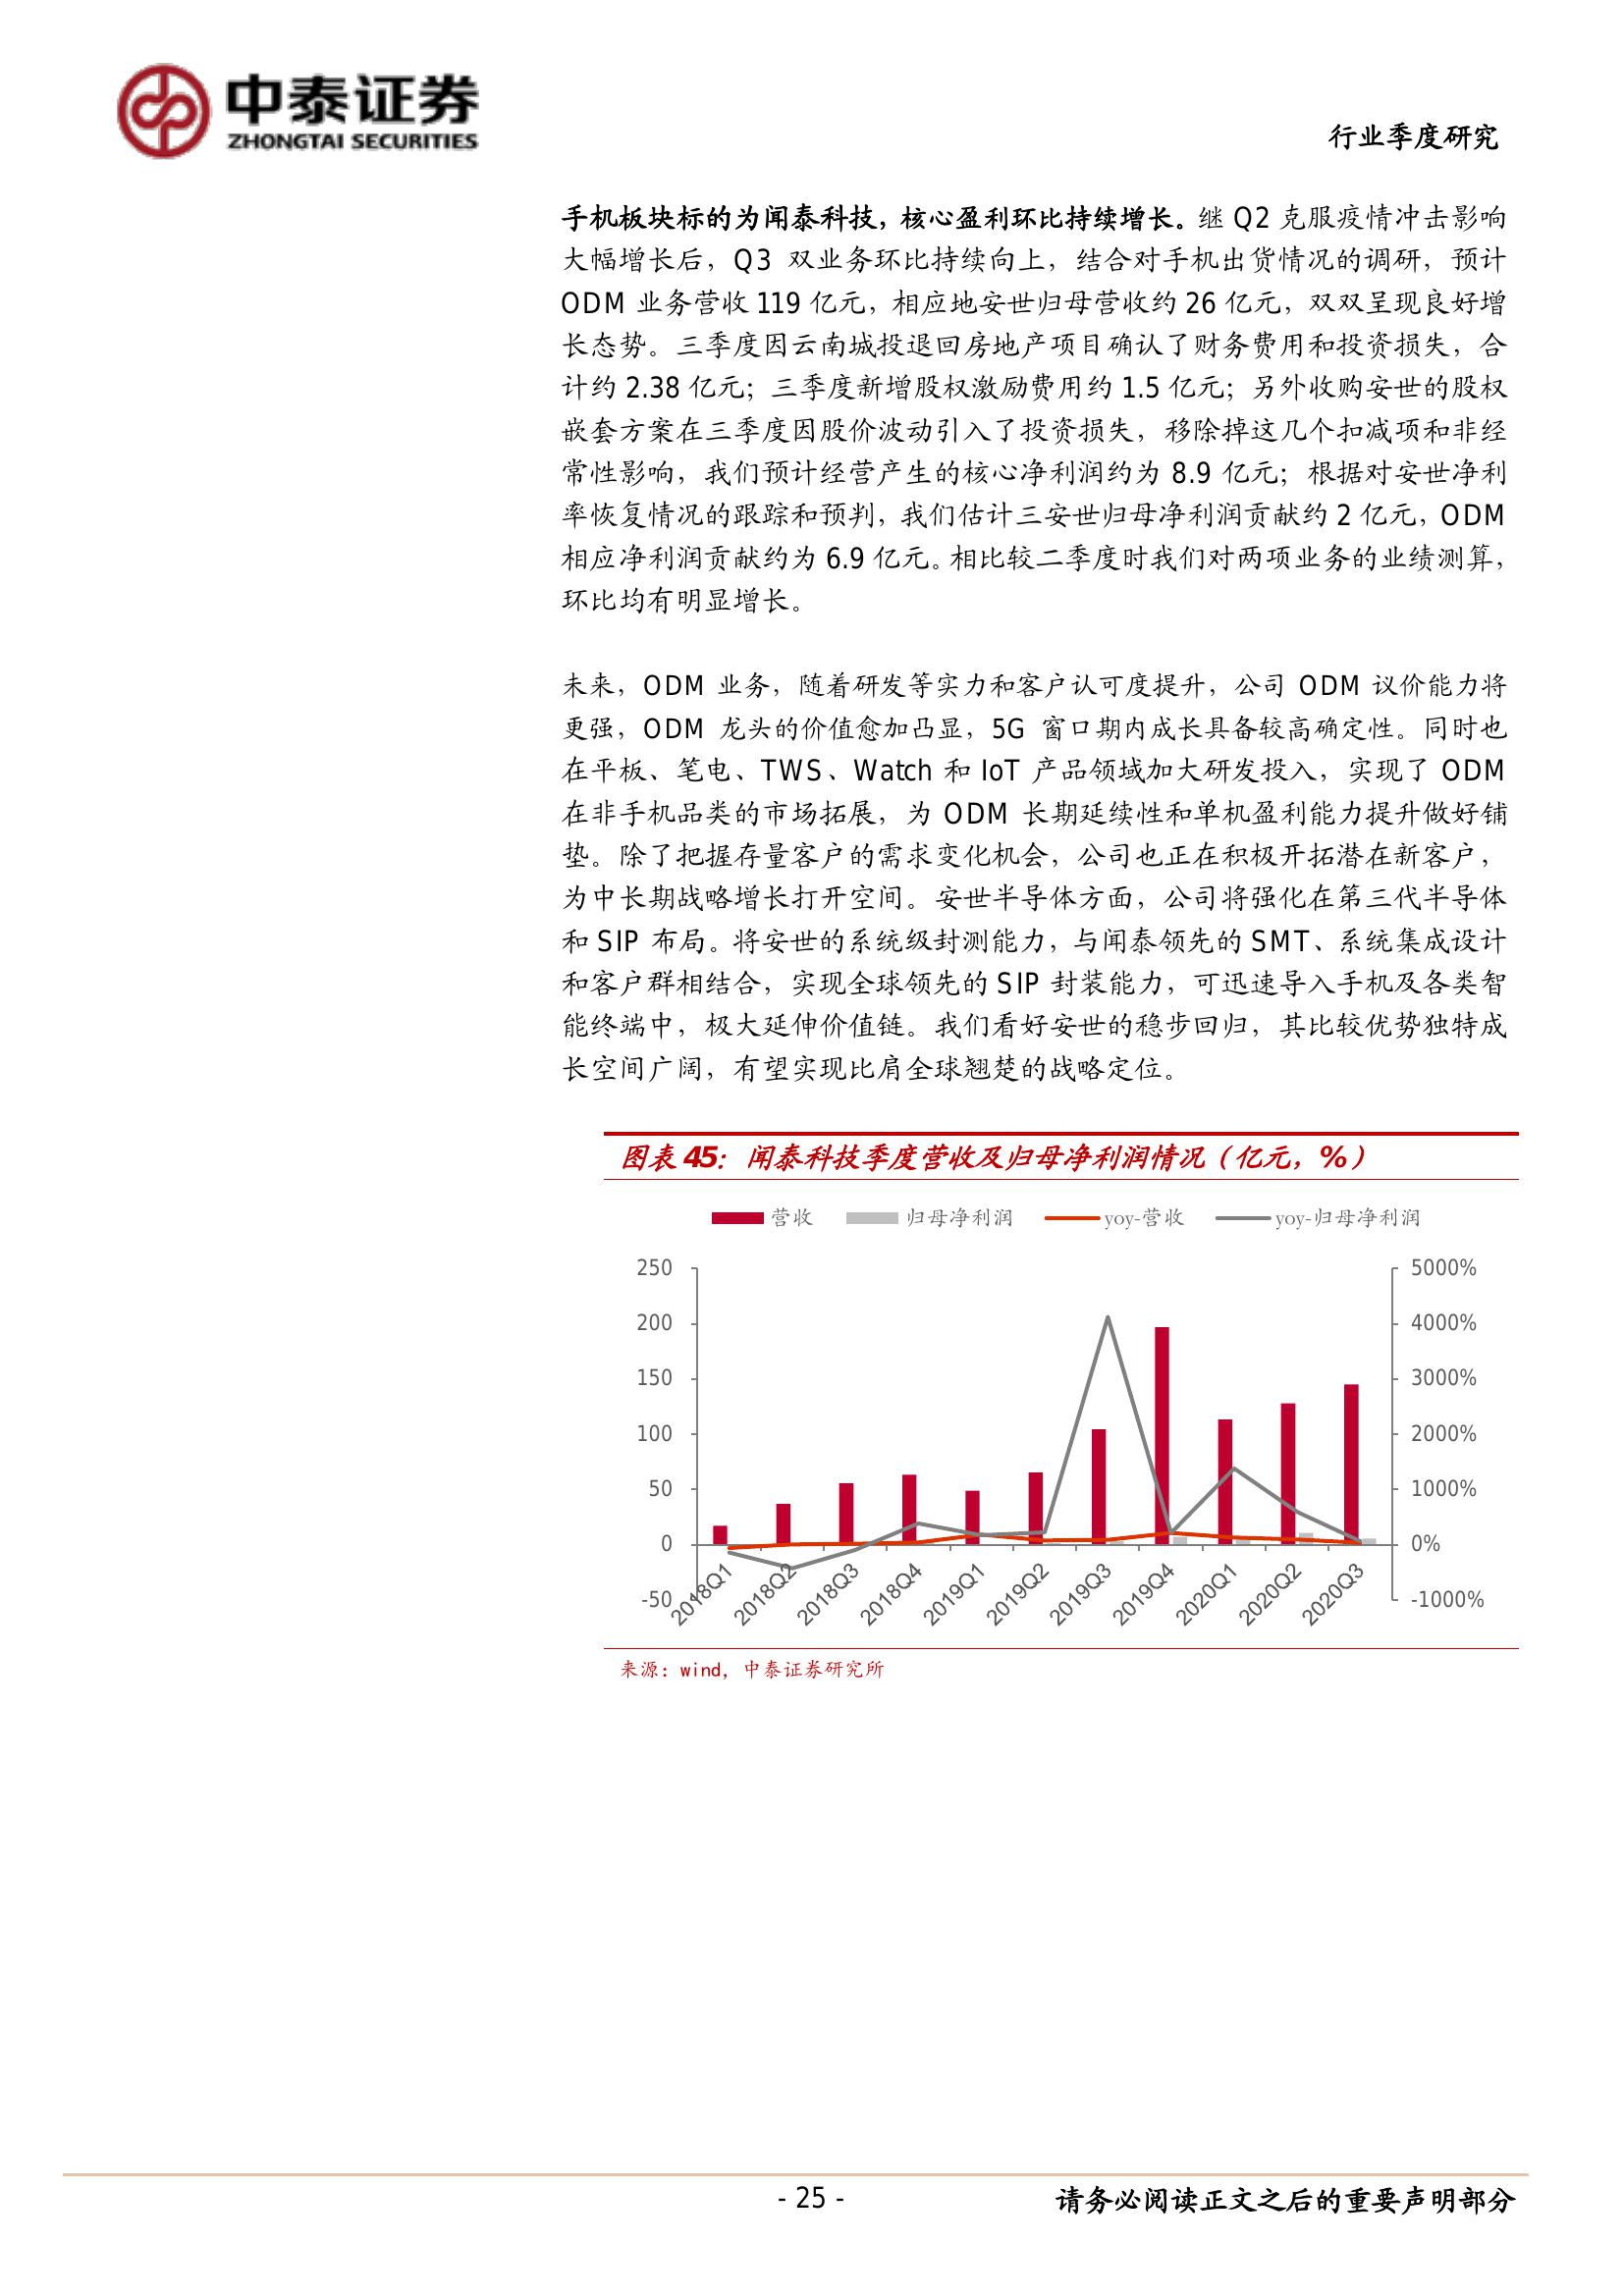 中泰证券
ZHONGTAI SECURITIES
行业季度研究
手机板块标的为闻泰科技，核心盈利环比持续增长。继 Q2 克服疫情冲击影响
大幅增长后，Q3 双业务环比持续向上，结合对手机出货情况的调研，预计
ODM 业务营收 119 亿元，相应地安世归母营收约 26 亿元，双双呈现良好增
长态势。三季度因云南城投退回房地产项目确认了财务费用和投资损失，合
计约 2.38 亿元；三季度新增股权激励费用约 1.5 亿元；另外收购安世的股权
嵌套方案在三季度因股价波动引入了投资损失，移除掉这几个扣减项和非经
常性影响，我们预计经营产生的核心净利润约为 8.9 亿元；根据对安世净利
率恢复情况的跟踪和预判，我们估计三安世归母净利润贡献约 2 亿元，ODM
相应净利润贡献约为 6.9 亿元。相比较二季度时我们对两项业务的业绩测算，
环比均有明显增长。
未来，ODM 业务，随着研发等实力和客户认可度提升，公司 ODM 议价能力将
更强，ODM 龙头的价值愈加凸显，5G 窗口期内成长具备较高确定性。同时也
在平板、笔电、TWS、Watch 和 IoT 产品领域加大研发投入，实现了 ODM
在非手机品类的市场拓展，为 ODM 长期延续性和单机盈利能力提升做好铺
垫。除了把握存量客户的需求变化机会，公司也正在积极开拓潜在新客户，
为中长期战略增长打开空间。安世半导体方面，公司将强化在第三代半导体
和 SIP 布局。将安世的系统级封测能力，与闻泰领先的 SMT、系统集成设计
和客户群相结合，实现全球领先的 SIP 封装能力，可迅速导入手机及各类智
能终端中，极大延伸价值链。我们看好安世的稳步回归，其比较优势独特成
长空间广阔，有望实现比肩全球翘楚的战略定位。
图表 45：闻泰科技季度营收及归母净利润情况（亿元，%）
营收 归母净利润 yoy-营收 yoy-归母净利润
250 5000%
200 4000%
150 3000%
100 2000%
50 1000%
0 0%
-50 -1000%
2018Q1 2018Q2 2018Q3 2018Q4 2019Q1 2019Q2 2019Q3 2019Q4 2020Q1 2020Q2 2020Q3
来源：wind，中泰证券研究所
- 25 -
请务必阅读正文之后的重要声明部分